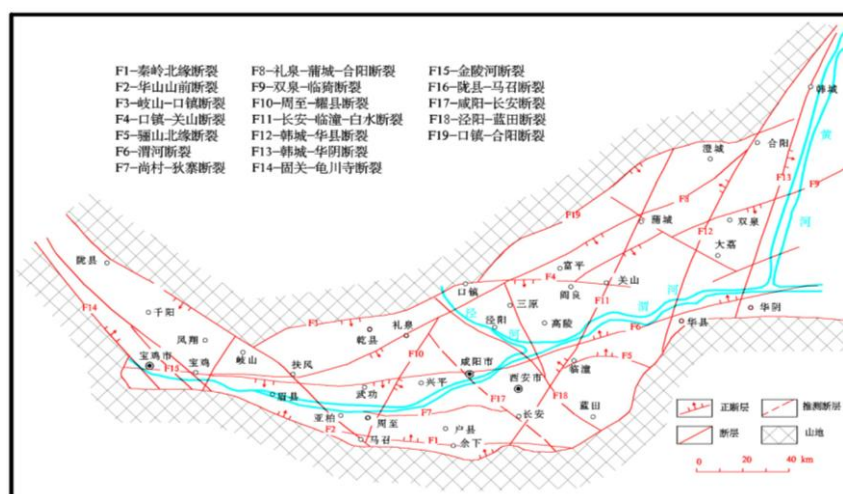 F1-秦岭北缘断裂
F2-华山山前断裂
F3-岐山-口镇断裂
F4-口镇-关山断裂
F5-骊山北缘断裂
F6-渭河断裂
F7-尚村-狄寨断裂
F8-礼泉-蒲城-合阳断裂
F9-双泉-临猗断裂
F10-周至-耀县断裂
F11-长安-临潼-白水断裂
F12-韩城-华县断裂
F13-韩城-华阴断裂
F14-固关-龟川寺断裂
F15-金陵河断裂
F16-陇县-马召断裂
F17-咸阳-长安断裂
F18-泾阳-蓝田断裂
F19-口镇-合阳断裂
韩城
黄
河
澄城
合阳
F13
F8
F9
F19
蒲城
F12
双泉
大荔
陇县
富平
F4
关山
口镇
阎良
F11
河
渭
F14
千阳
泾
三原
华阴
F3
礼泉
泾阳
河
高陵
F6
华县
乾县
凤翔
岐山
F10
宝鸡市
宝鸡
F15
扶风
咸阳市
临潼
F5
武功
兴平
西安市
眉县
F17
F18
亚柏
F7
长安
蓝田
周至
F2
户县
马召
F1
余下
正断层
推测断层
断层
山地
0
20
40 km